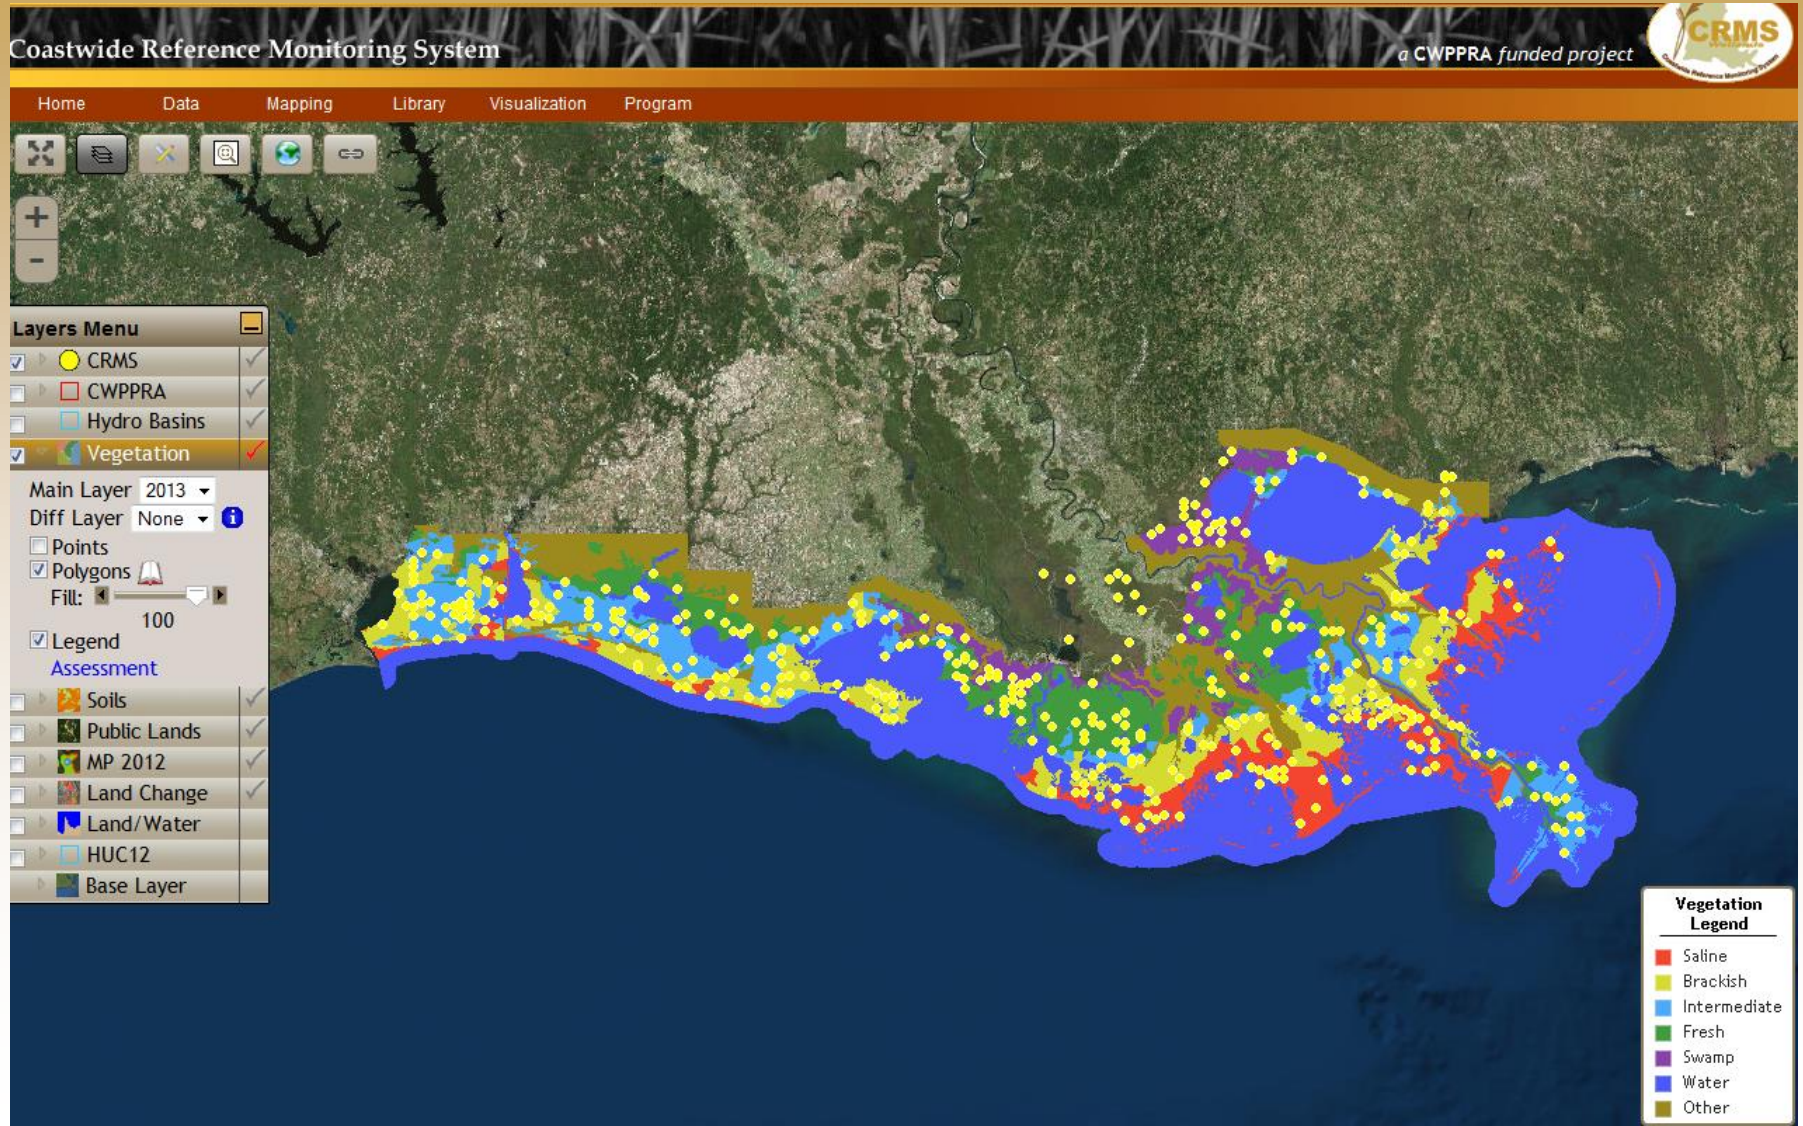 Coastwide Reference Monitoring System
a CWPPRA funded project
CRMS
Home Data Mapping Library Visualization Program
+
-
Layers Menu
CRMS
CWPPRA
Hydro Basins
Vegetation
Main Layer 2013
Diff Layer None i
Points
Polygons
Fill:
100
Legend
Assessment
Soils
Public Lands
MP 2012
Land Change
Land/Water
HUC12
Base Layer
Vegetation
Legend
Saline
Brackish
Intermediate
Fresh
Swamp
Water
Other